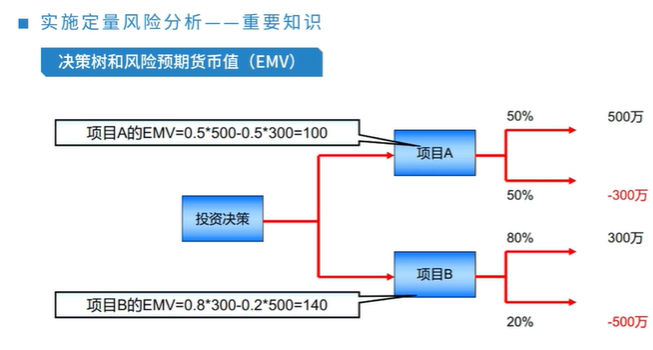 实施定量风险分析——重要知识
决策树和风险预期货币值（EMV）
50%
500万
项目A的EMV=0.5*500-0.5*300=100
项目A
50%
-300万
投资决策
80%
300万
项目B
项目B的EMV=0.8*300-0.2*500=140
20%
-500万